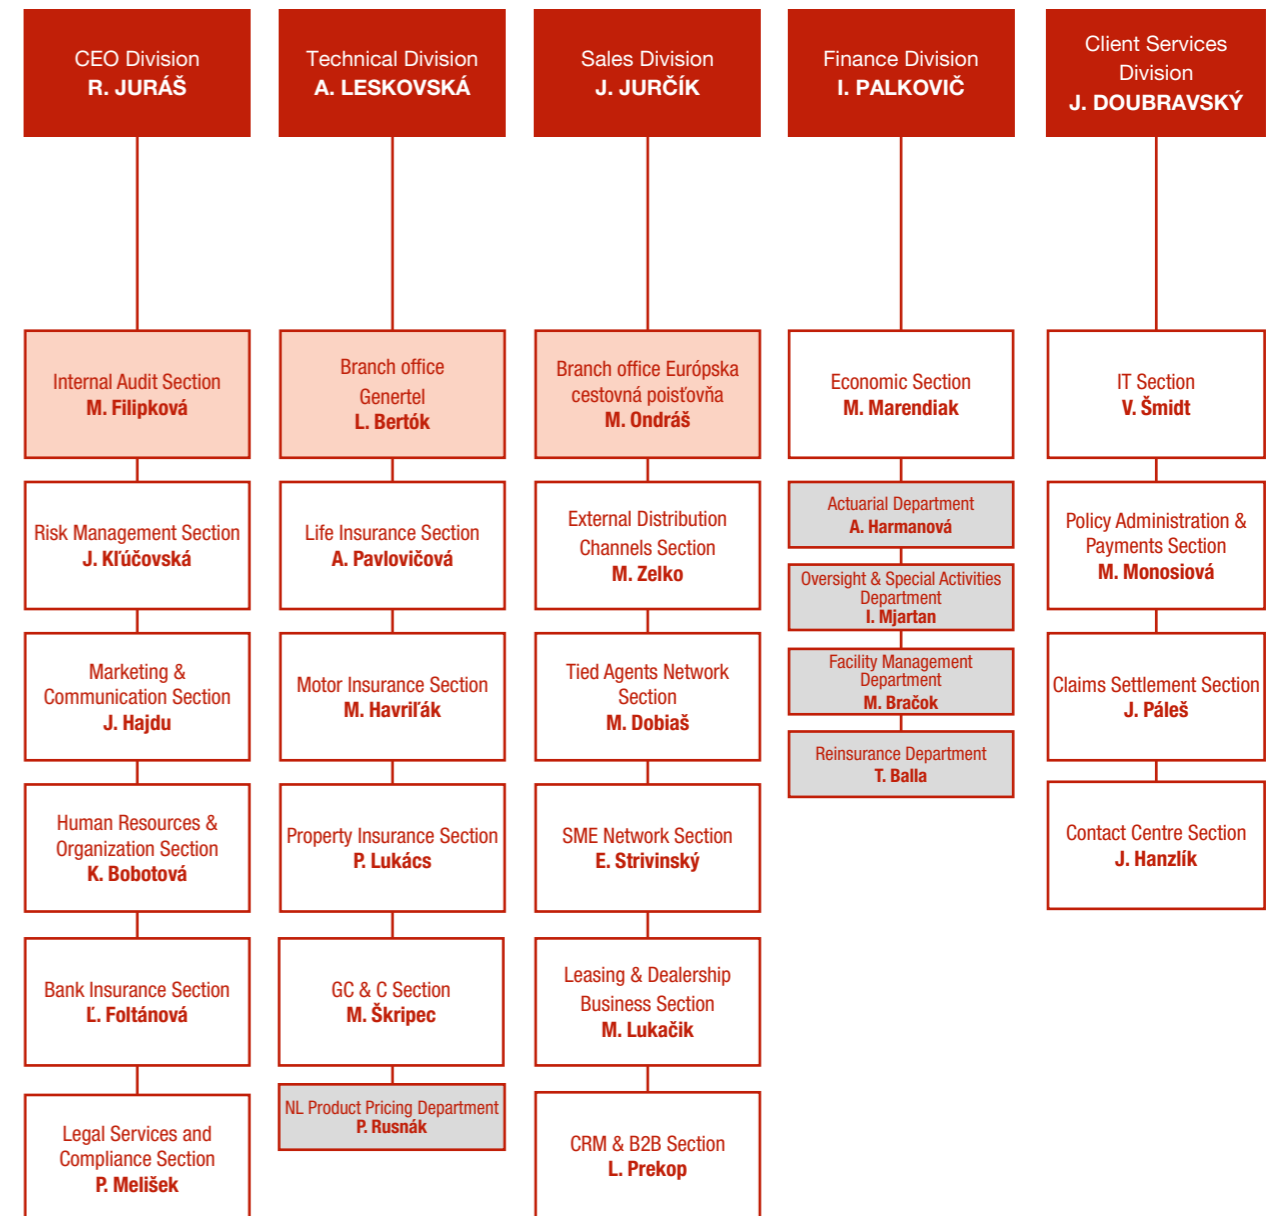 CEO Division
R. JURÁŠ
Internal Audit Section
M. Filipková
Risk Management Section
J. Kľúčovská
Marketing &
Communication Section
J. Hajdu
Human Resources &
Organization Section
K. Bobotová
Bank Insurance Section
Ľ. Foltánová
Legal Services and
Compliance Section
P. Melišek
Technical Division
A. LESKOVSKÁ
Branch office
Genertel
L. Bertók
Life Insurance Section
A. Pavlovičová
Motor Insurance Section
M. Havriľák
Property Insurance Section
P. Lukács
GC & C Section
M. Škripec
NL Product Pricing Department
P. Rusnák
Sales Division
J. JURČÍK
Branch office Európska
cestovná poisťovňa
M. Ondráš
External Distribution
Channels Section
M. Zelko
Tied Agents Network
Section
M. Dobiaš
SME Network Section
E. Strivinský
Leasing & Dealership
Business Section
M. Lukačik
CRM & B2B Section
L. Prekop
Finance Division
I. PALKOVIČ
Economic Section
M. Marendiak
Actuarial Department
A. Harmanová
Oversight & Special Activities
Department
I. Mjartan
Facility Management
Department
M. Bračok
Reinsurance Department
T. Balla
Client Services
Division
J. DOUBRAVSKÝ
IT Section
V. Šmidt
Policy Administration &
Payments Section
M. Monosiová
Claims Settlement Section
J. Páleš
Contact Centre Section
J. Hanzlík